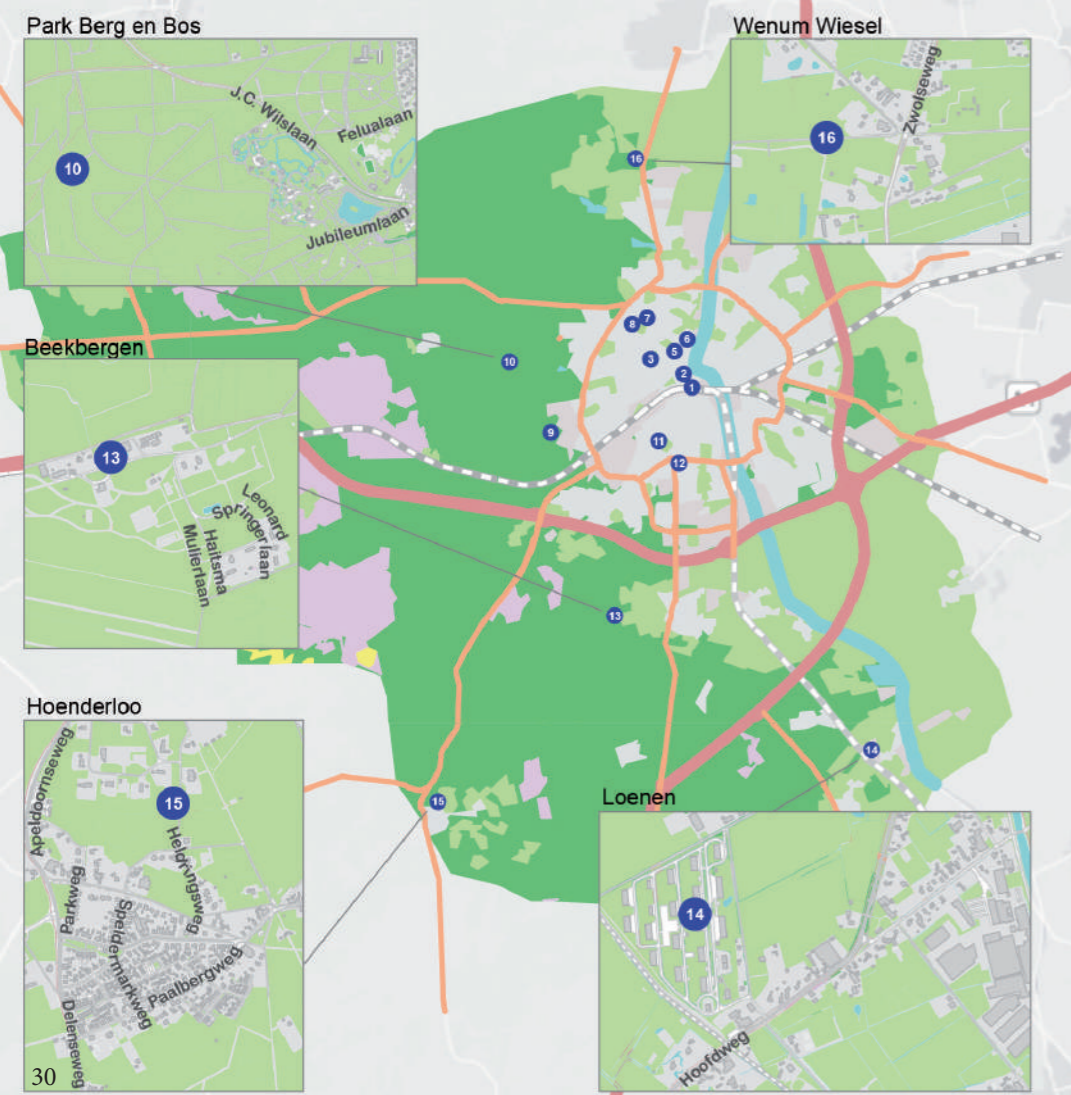 Park Berg en Bos
J.C. Wilslaan
Felualaan
10
Jubileumlaan
Wenum Wiesel
Zwolseweg
16
16
7
8
6
5
3
2
1
10
9
11
12
13
14
15
Beekbergen
13
Leonard
Springerlaan
Haitsma
Mulierlaan
Hoenderloo
Apeldoornseweg
15
Heldringsweg
Parkweg
Speldermarkweg
Paalbergweg
Delenseweg
Loenen
14
Hoofdweg
30